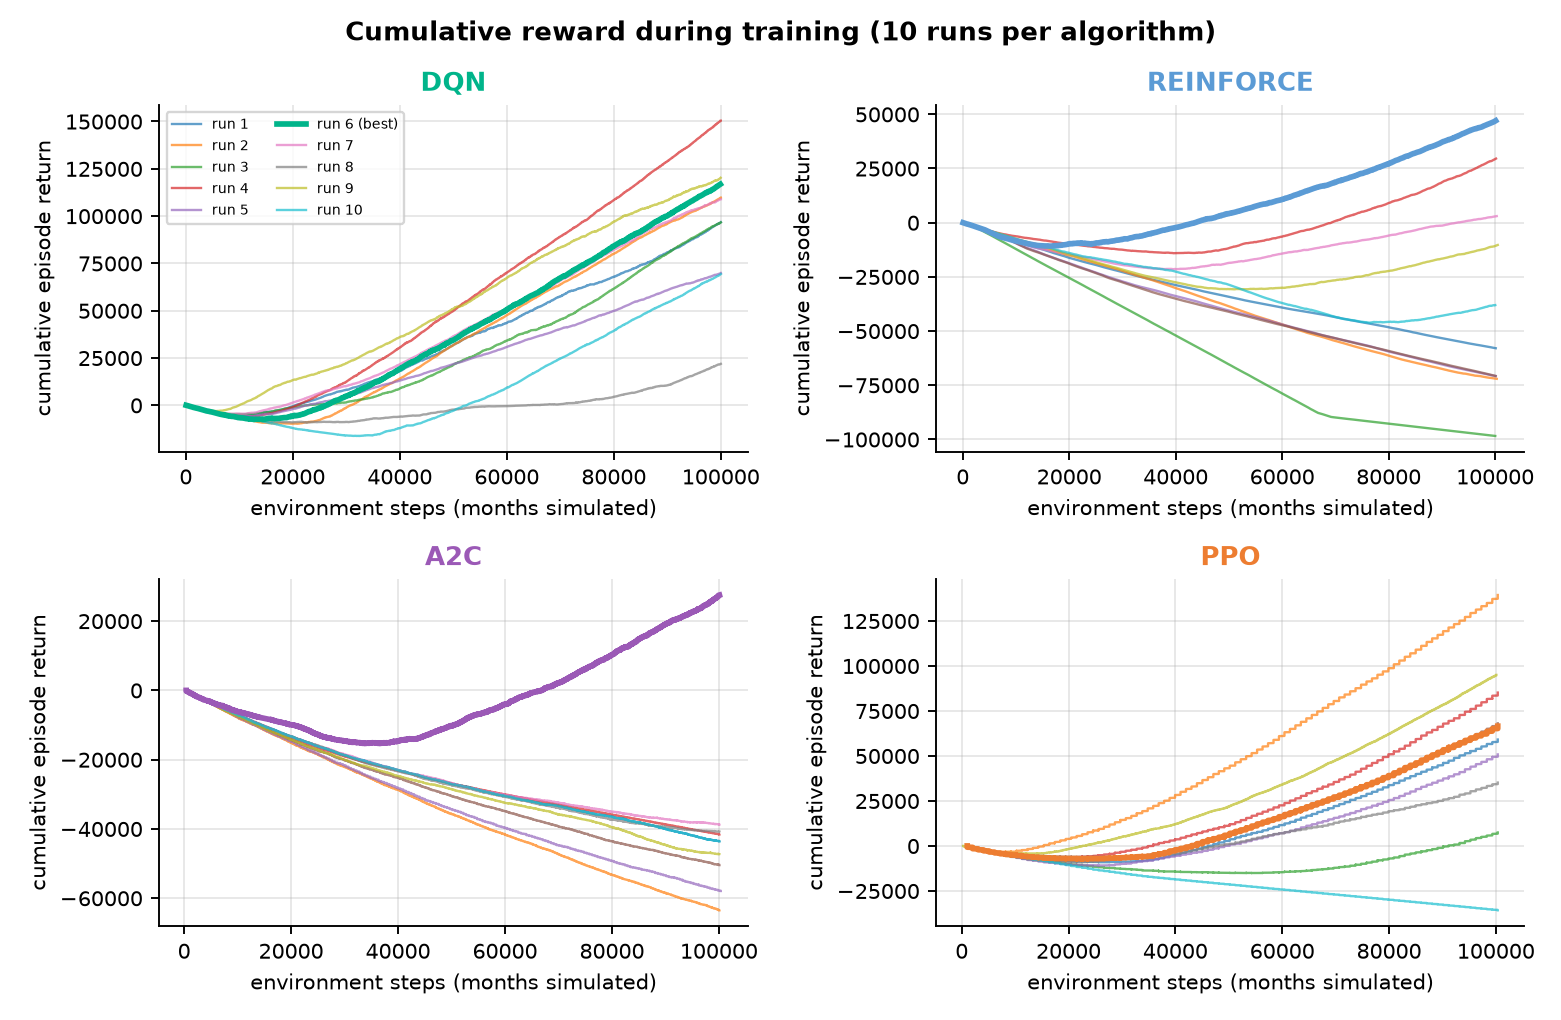 Cumulative reward during training (10 runs per algorithm)
DQN
150000
125000
100000
75000
50000
25000
0
cumulative episode return
run 1
run 2
run 3
run 4
run 5
run 6 (best)
run 7
run 8
run 9
run 10
0 20000 40000 60000 80000 100000
environment steps (months simulated)
REINFORCE
50000
25000
0
−25000
−50000
−75000
−100000
cumulative episode return
0 20000 40000 60000 80000 100000
environment steps (months simulated)
A2C
20000
0
−20000
−40000
−60000
cumulative episode return
0 20000 40000 60000 80000 100000
environment steps (months simulated)
PPO
125000
100000
75000
50000
25000
0
−25000
cumulative episode return
0 20000 40000 60000 80000 100000
environment steps (months simulated)